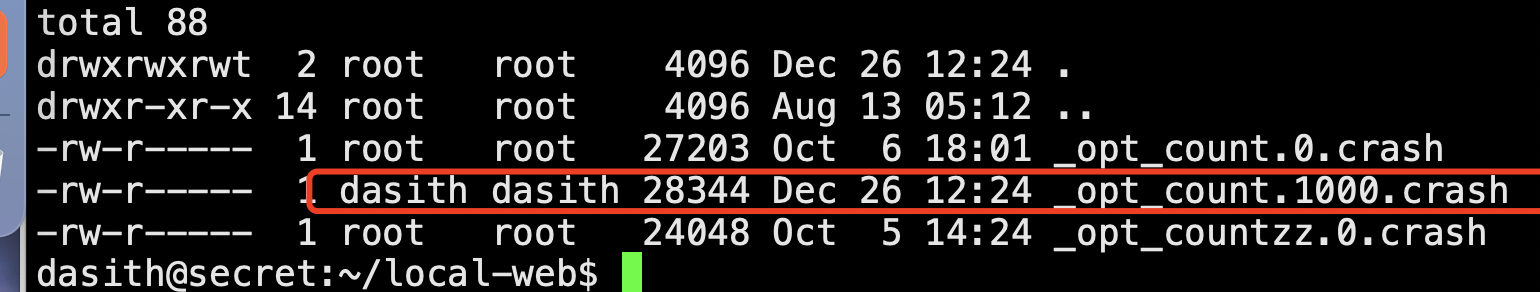 total 88
drwxrwxrwt  2 root   root    4096 Dec 26 12:24 .
drwxr-xr-x 14 root   root    4096 Aug 13 05:12 ..
-rw-r-----  1 root   root   27203 Oct  6 18:01 _opt_count.0.crash
-rw-r-----  1 dasith dasith 28344 Dec 26 12:24 _opt_count.1000.crash
-rw-r-----  1 root   root   24048 Oct  5 14:24 _opt_countzz.0.crash
dasith@secret:~/local-web$